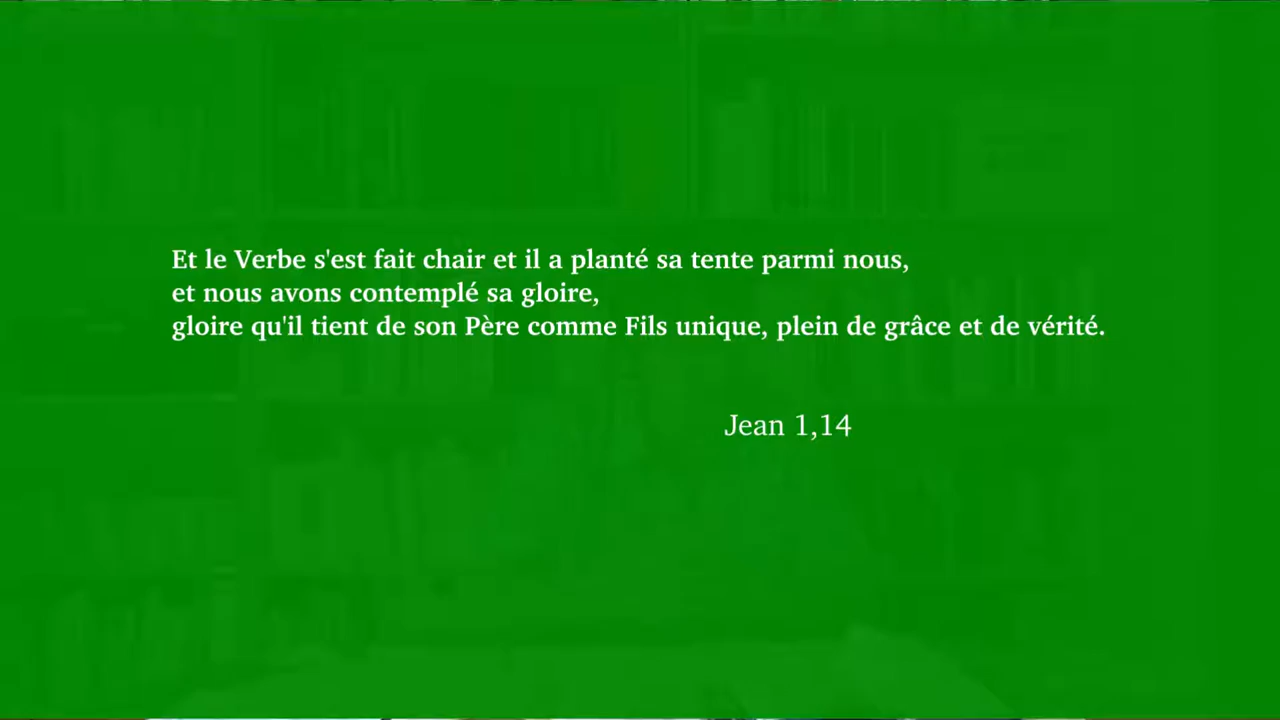 Et le Verbe s'est fait chair et il a planté sa tente parmi nous,
et nous avons contemplé sa gloire,
gloire qu'il tient de son Père comme Fils unique, plein de grâce et de vérité.
Jean 1,14